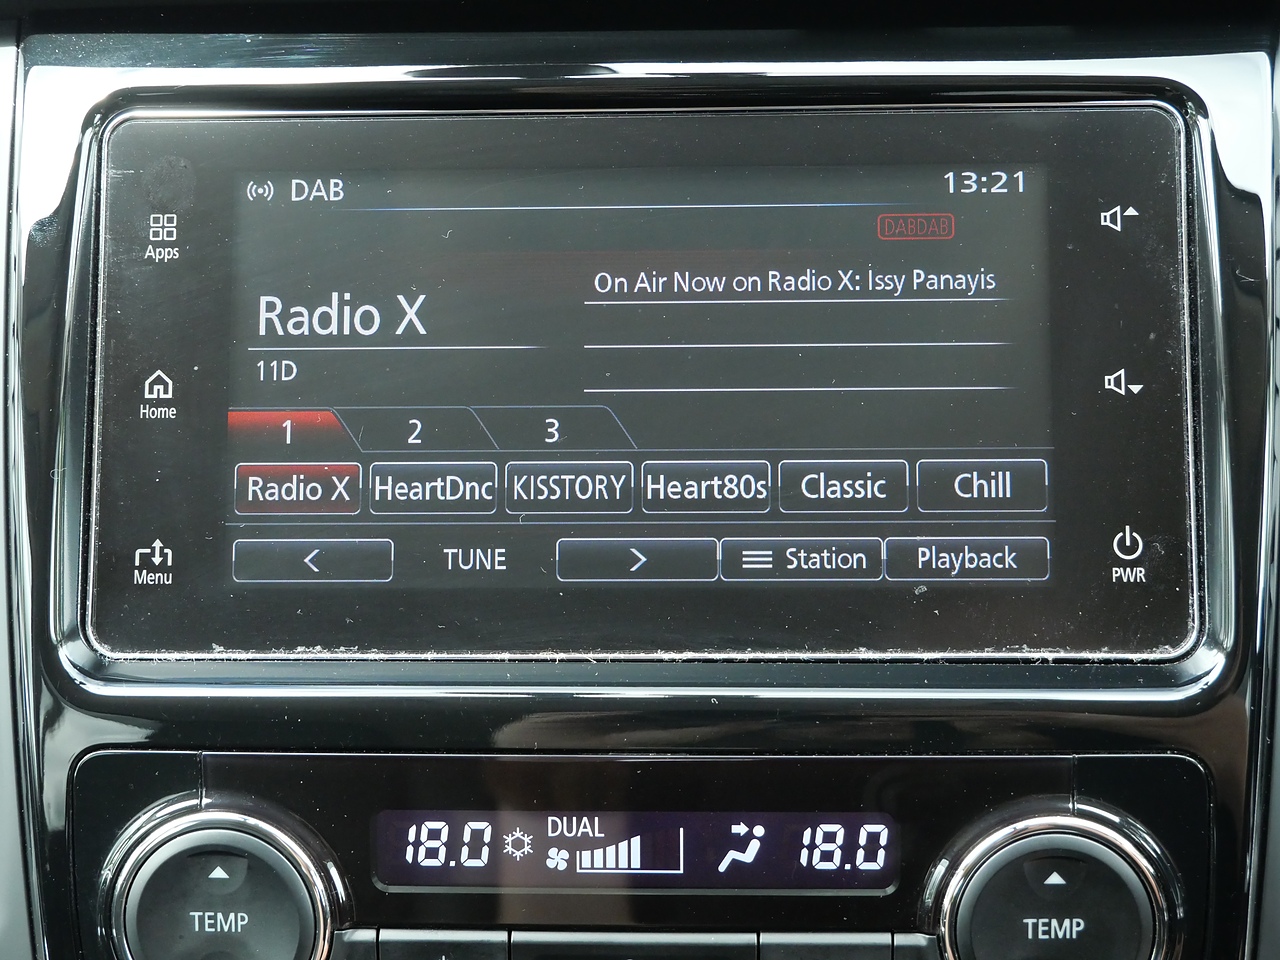 DAB
13:21
DABDAB
Apps
On Air Now on Radio X: Issy Panayis
Radio X
11D
Home
1 2 3
Radio X HeartDnc KISSTORY Heart80s Classic Chill
< TUNE > Station Playback
Menu
PWR
18.0 DUAL 18.0
TEMP TEMP